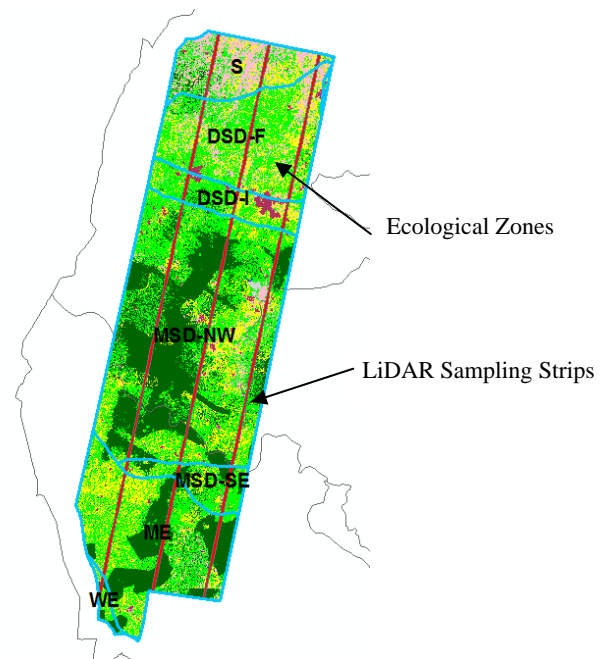 S
DSD-F
DSD-I
Ecological Zones
MSD-NW
LiDAR Sampling Strips
MSD-SE
ME
WE